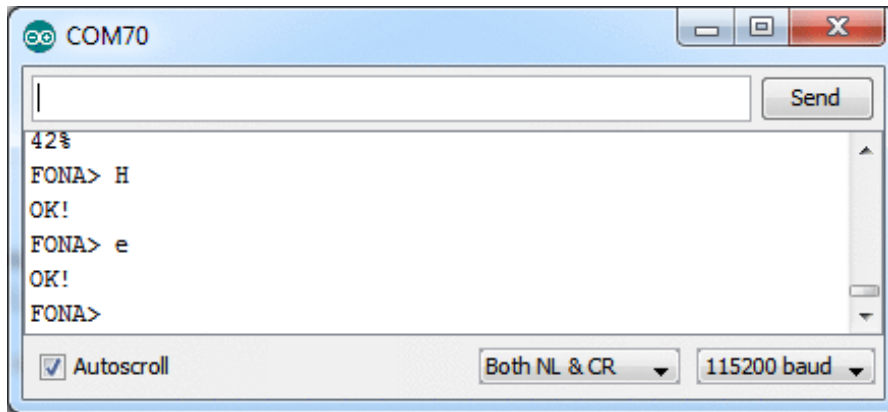 COM70
Send
42%
FONA> H
OK!
FONA> e
OK!
FONA>
Autoscroll
Both NL & CR
115200 baud